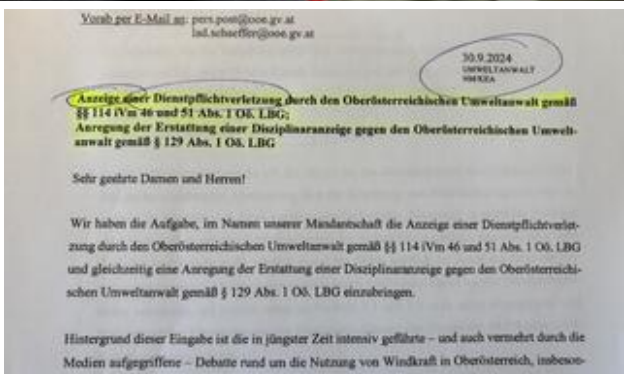 Vorab per E-Mail an: pers.post@ooe.gv.at
lad.schaeffler@ooe.gv.at
30.9.2024
UMWELTANWALT
Anzeige einer Dienstpflichtverletzung durch den Oberösterreichischen Umweltanwalt gemäß
§§ 114 iVm 46 und 51 Abs. 1 Oö. LBG;
Anregung der Erstattung einer Disziplinaranzeige gegen den Oberösterreichischen Umwelt-
anwalt gemäß § 129 Abs. 1 Oö. LBG
Sehr geehrte Damen und Herren!
Wir haben die Aufgabe, im Namen unserer Mandantschaft die Anzeige einer Dienstpflichtverlet-
zung durch den Oberösterreichischen Umweltanwalt gemäß §§ 114 iVm 46 und 51 Abs. 1 Oö. LBG
und gleichzeitig eine Anregung der Erstattung einer Disziplinaranzeige gegen den Oberösterreichi-
schen Umweltanwalt gemäß § 129 Abs. 1 Oö. LBG einzubringen.
Hintergrund dieser Eingabe ist die in jüngster Zeit intensiv geführte – und auch vermehrt durch die
Medien aufgegriffene – Debatte rund um die Nutzung von Windkraft in Oberösterreich, insbeson-